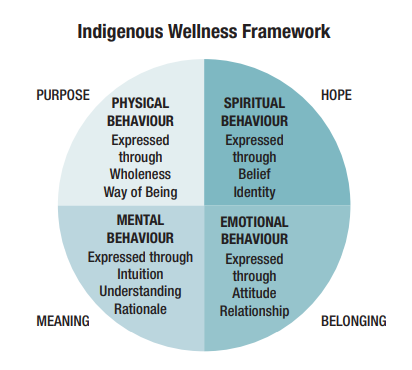 Indigenous Wellness Framework
PURPOSE
PHYSICAL
BEHAVIOUR
Expressed
through
Wholeness
Way of Being
SPIRITUAL
BEHAVIOUR
Expressed
through
Belief
Identity
HOPE
MENTAL
BEHAVIOUR
Expressed through
Intuition
Understanding
Rationale
MEANING
EMOTIONAL
BEHAVIOUR
Expressed
through
Attitude
Relationship
BELONGING